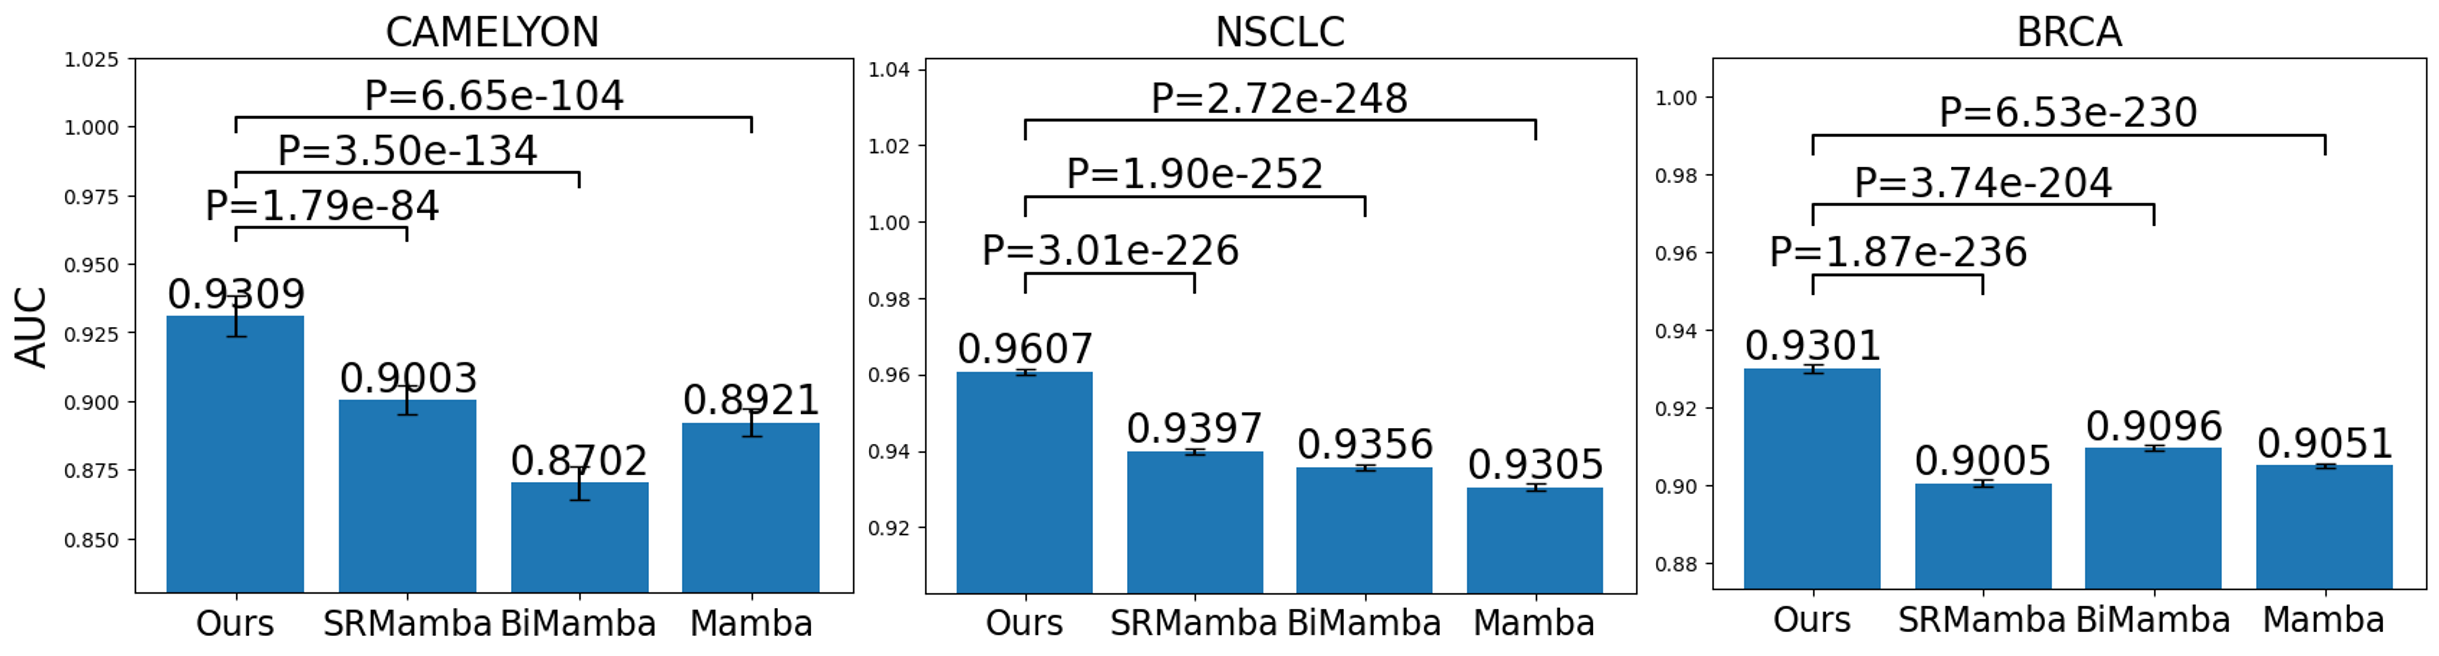 CAMELYON
AUC
1.025
1.000
0.975
0.950
0.925
0.900
0.875
0.850
P=6.65e-104
P=3.50e-134
P=1.79e-84
0.9309
0.9003
0.8702
0.8921
Ours SRMamba BiMamba Mamba
NSCLC
1.04
1.02
1.00
0.98
0.96
0.94
0.92
P=2.72e-248
P=1.90e-252
P=3.01e-226
0.9607
0.9397
0.9356
0.9305
Ours SRMamba BiMamba Mamba
BRCA
1.00
0.98
0.96
0.94
0.92
0.90
0.88
P=6.53e-230
P=3.74e-204
P=1.87e-236
0.9301
0.9005
0.9096
0.9051
Ours SRMamba BiMamba Mamba